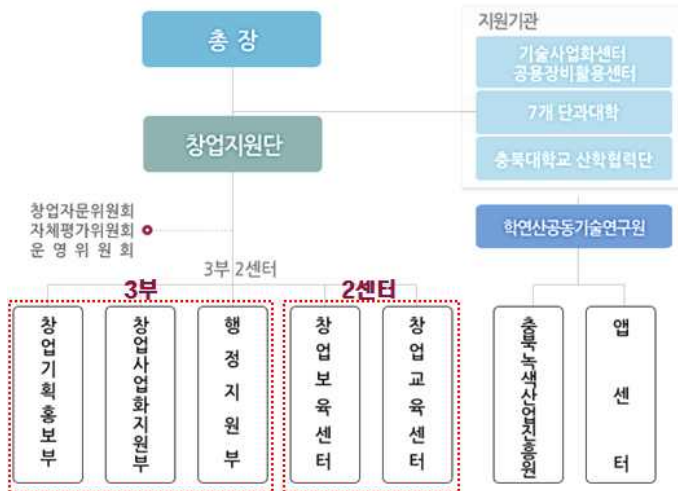 총 장
지원기관
기술사업화센터
공용장비활용센터
7개 단과대학
충북대학교 산학협력단
창업지원단
창업자문위원회
자체평가위원회
운 영 위 원 회
학연산공동기술연구원
3부 2센터
3부
2센터
창업기획홍보부
창업사업화지원부
행정지원부
창업보육센터
창업교육센터
충북녹색산업진흥원
앱센터